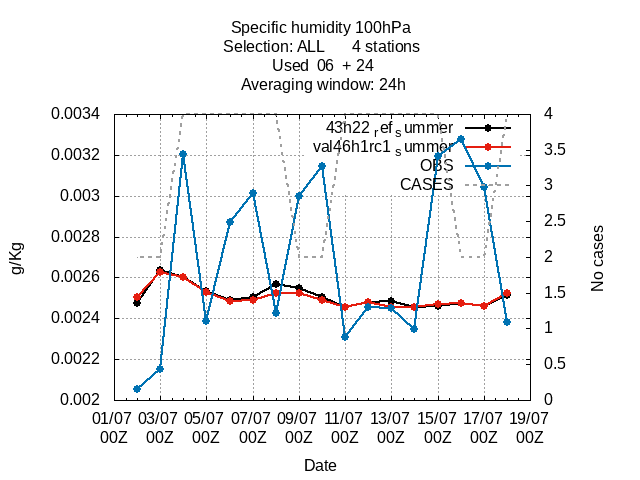 Specific humidity 100hPa
Selection: ALL 4 stations
Used 06 + 24
Averaging window: 24h
43h22ref summer
val46h1rc1summer
OBS
CASES
0.0034
0.0032
0.003
0.0028
0.0026
0.0024
0.0022
0.002
g/Kg
4
3.5
3
2.5
2
1.5
1
0.5
0
No cases
01/07 03/07 05/07 07/07 09/07 11/07 13/07 15/07 17/07 19/07
00Z 00Z 00Z 00Z 00Z 00Z 00Z 00Z 00Z 00Z
Date